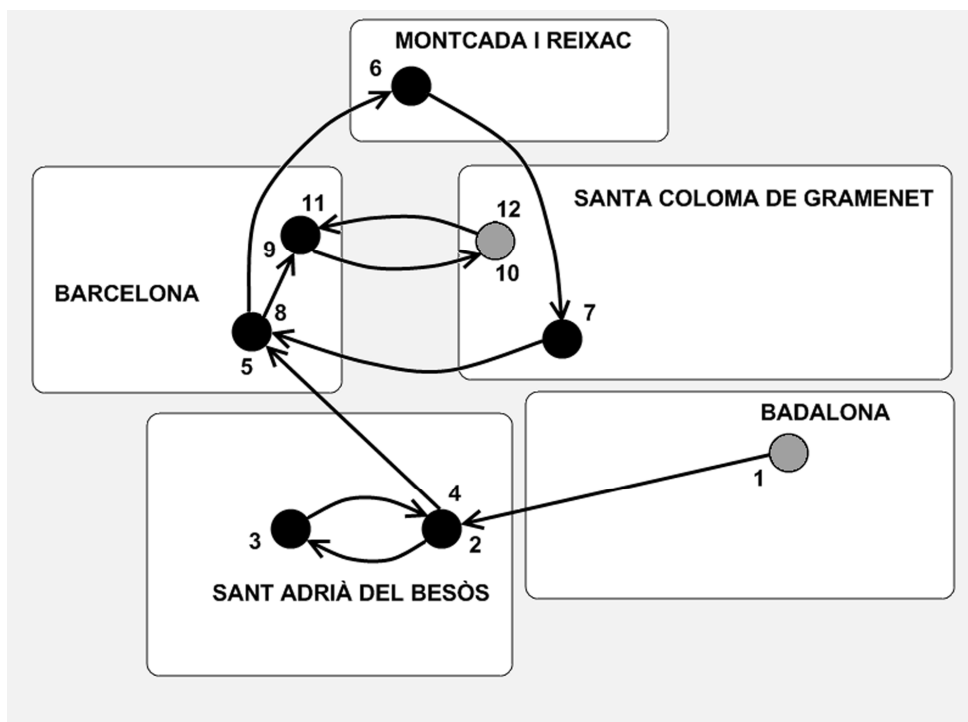 MONTCADA I REIXAC
6
11
12
SANTA COLOMA DE GRAMENET
9
10
BARCELONA
8
7
5
BADALONA
1
4
3
2
SANT ADRIÀ DEL BESÒS